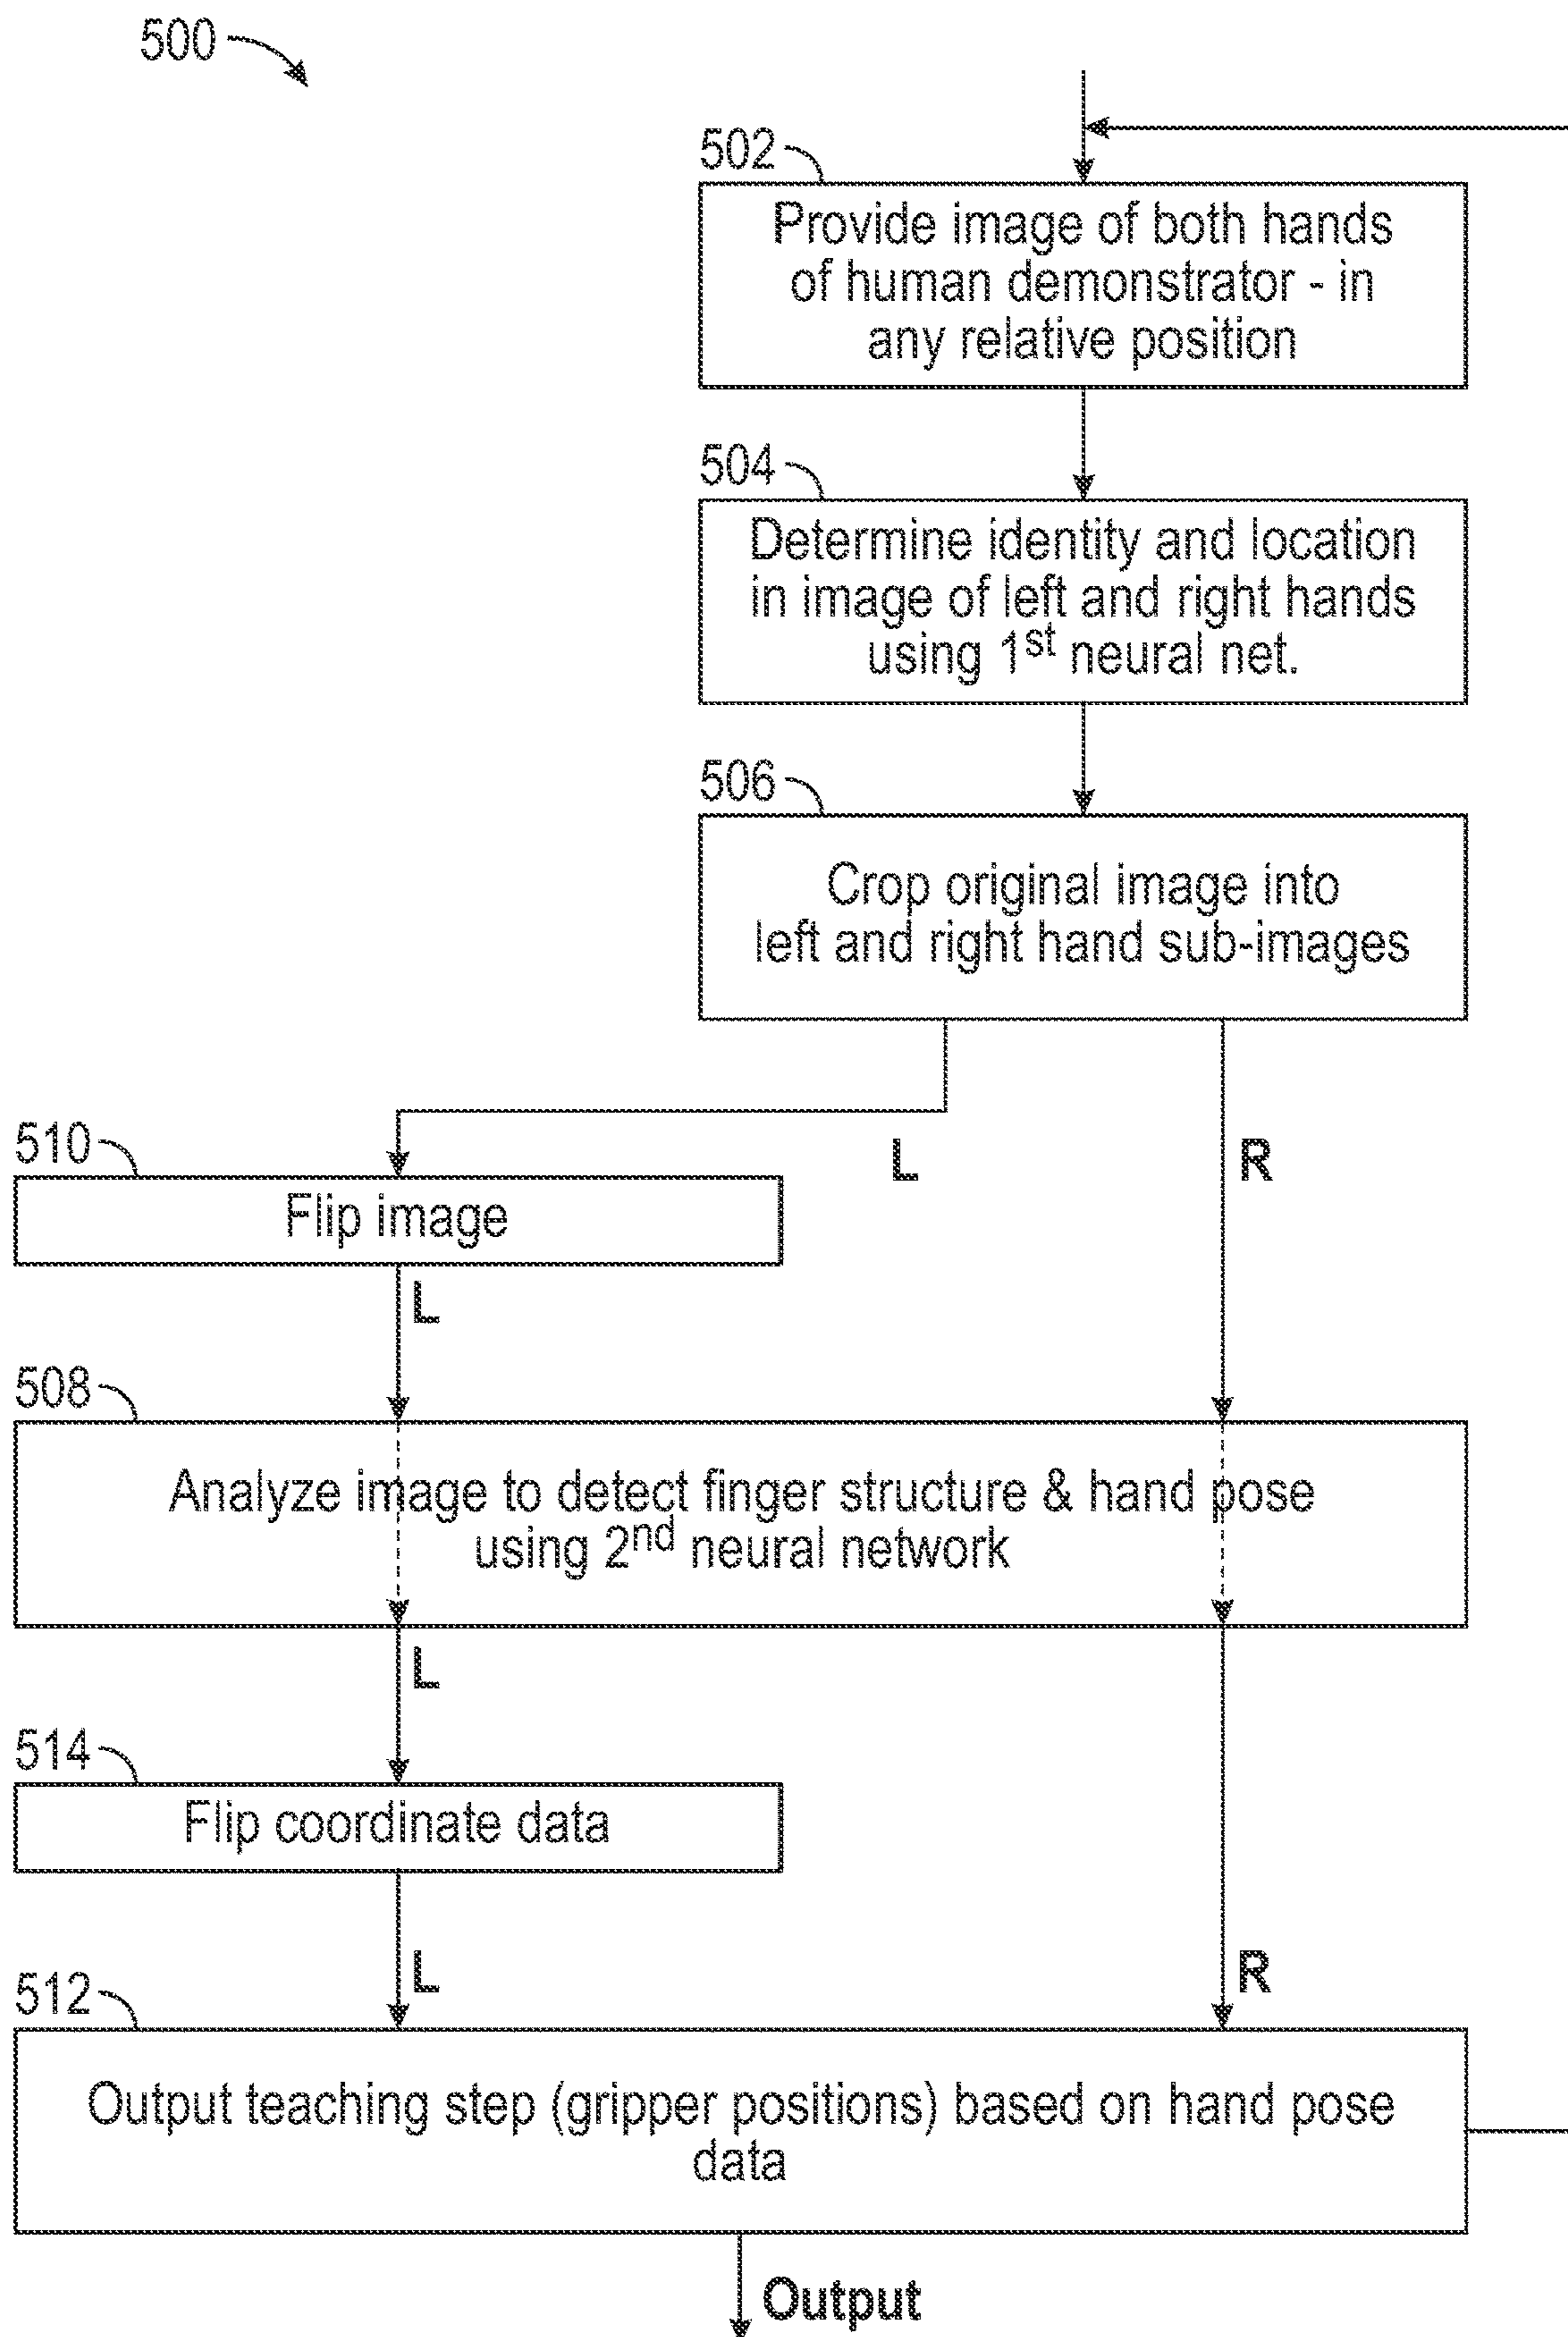 500
502
Provide image of both hands
of human demonstrator - in
any relative position
504
Determine identity and location
in image of left and right hands
using 1st neural net.
506
Crop original image into
left and right hand sub-images
L
R
510
Flip image
L
508
Analyze image to detect finger structure & hand pose
using 2nd neural network
L
514
Flip coordinate data
L
R
512
Output teaching step (gripper positions) based on hand pose
data
Output